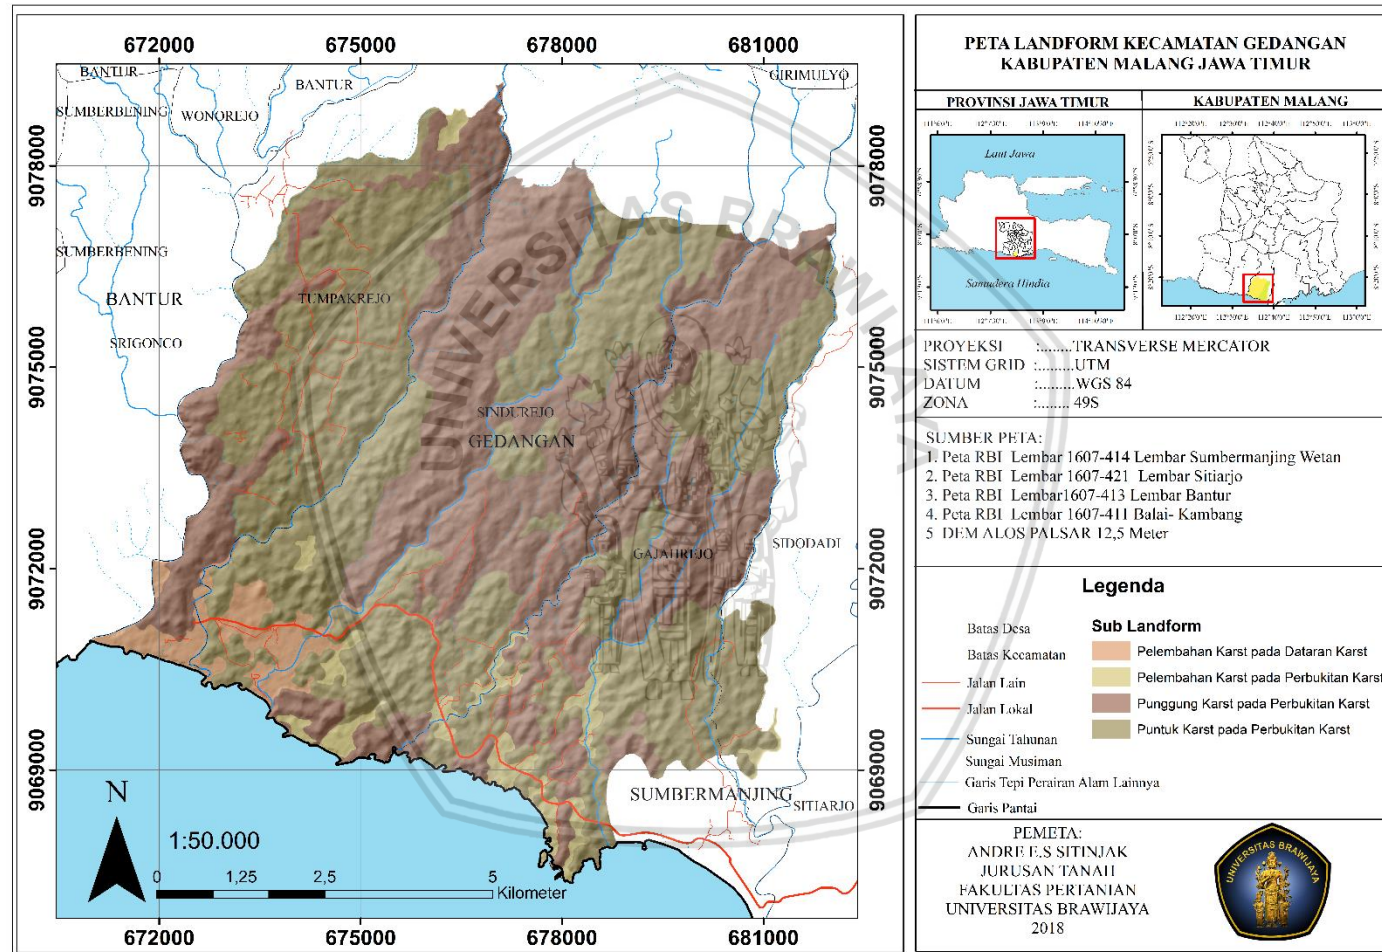 672000 675000 678000 681000
BANTUR
BANTUR
GIRIMULYO
SUMBERBENING
WONOREJO
9078000
9078000
SUMBERBENING
BANTUR
TUMPAKREJO
SRIGONCO
9075000
9075000
SINDUREJO
GEDANGAN
SIDODADI
GAJAHREJO
9072000
9072000
9069000
9069000
SUMBERMANJING
SITIARJO
N
1:50.000
0 1,25 2,5 5
Kilometer
672000 675000 678000 681000
UNIVERSITAS BRAWIJAYA
PETA LANDFORM KECAMATAN GEDANGAN
KABUPATEN MALANG JAWA TIMUR
PROVINSI JAWA TIMUR
KABUPATEN MALANG
Laut Jawa
Samudera Hindia
PROYEKSI :........TRANSVERSE MERCATOR
SISTEM GRID :.........UTM
DATUM :........WGS 84
ZONA :........ 49S
SUMBER PETA:
1. Peta RBI Lembar 1607-414 Lembar Sumbermanjing Wetan
2. Peta RBI Lembar 1607-421 Lembar Sitiarjo
3. Peta RBI Lembar1607-413 Lembar Bantur
4. Peta RBI Lembar 1607-411 Balai- Kambang
5 DEM ALOS PALSAR 12,5 Meter
Legenda
Batas Desa
Batas Kecamatan
Jalan Lain
Jalan Lokal
Sungai Tahunan
Sungai Musiman
Garis Tepi Perairan Alam Lainnya
Garis Pantai
Sub Landform
Pelembahan Karst pada Dataran Karst
Pelembahan Karst pada Perbukitan Karst
Punggung Karst pada Perbukitan Karst
Puntuk Karst pada Perbukitan Karst
PEMETA:
ANDRE E.S SITINJAK
JURUSAN TANAH
FAKULTAS PERTANIAN
UNIVERSITAS BRAWIJAYA
2018
UNIVERSITAS BRAWIJAYA